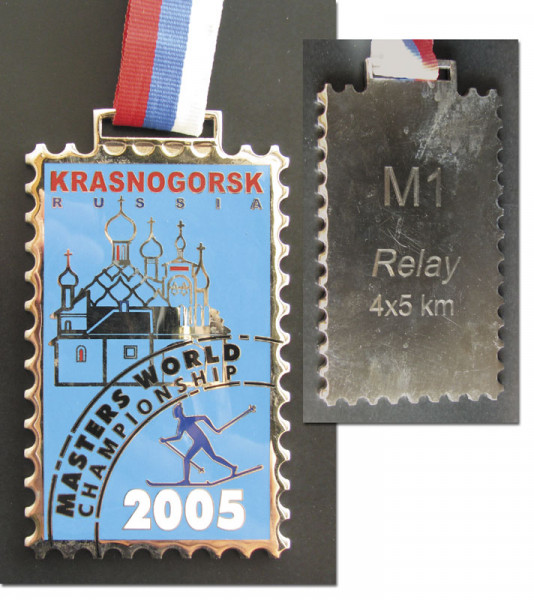 KRASNOGORSK
RUSSIA
MASTERS WORLD
CHAMPIONSHIP
2005
M1
Relay
4x5 km